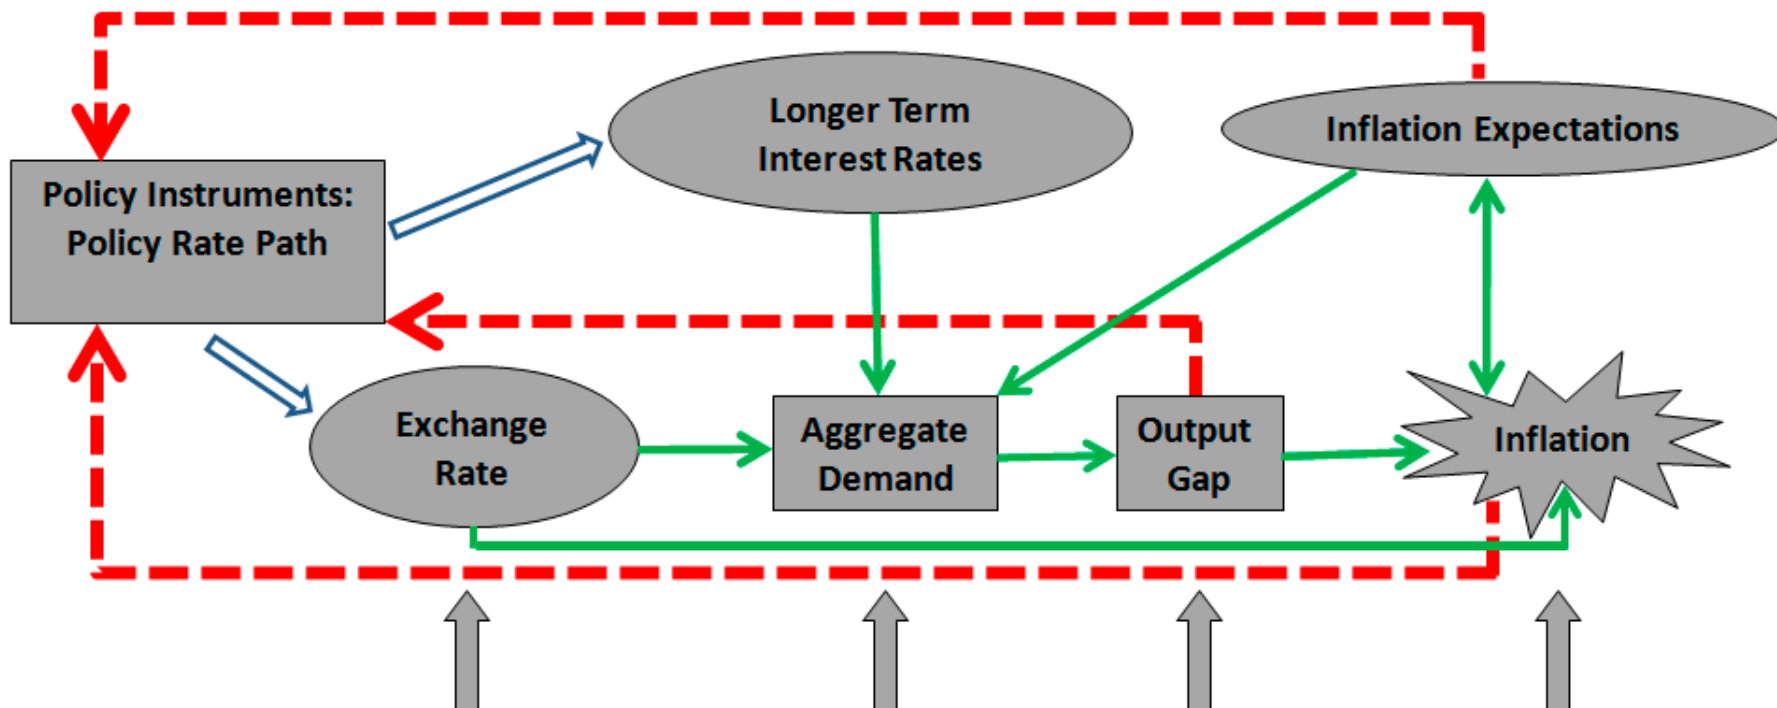 Longer Term
Interest Rates
Inflation Expectations
Policy Instruments:
Policy Rate Path
Exchange
Rate
Aggregate
Demand
Output
Gap
Inflation